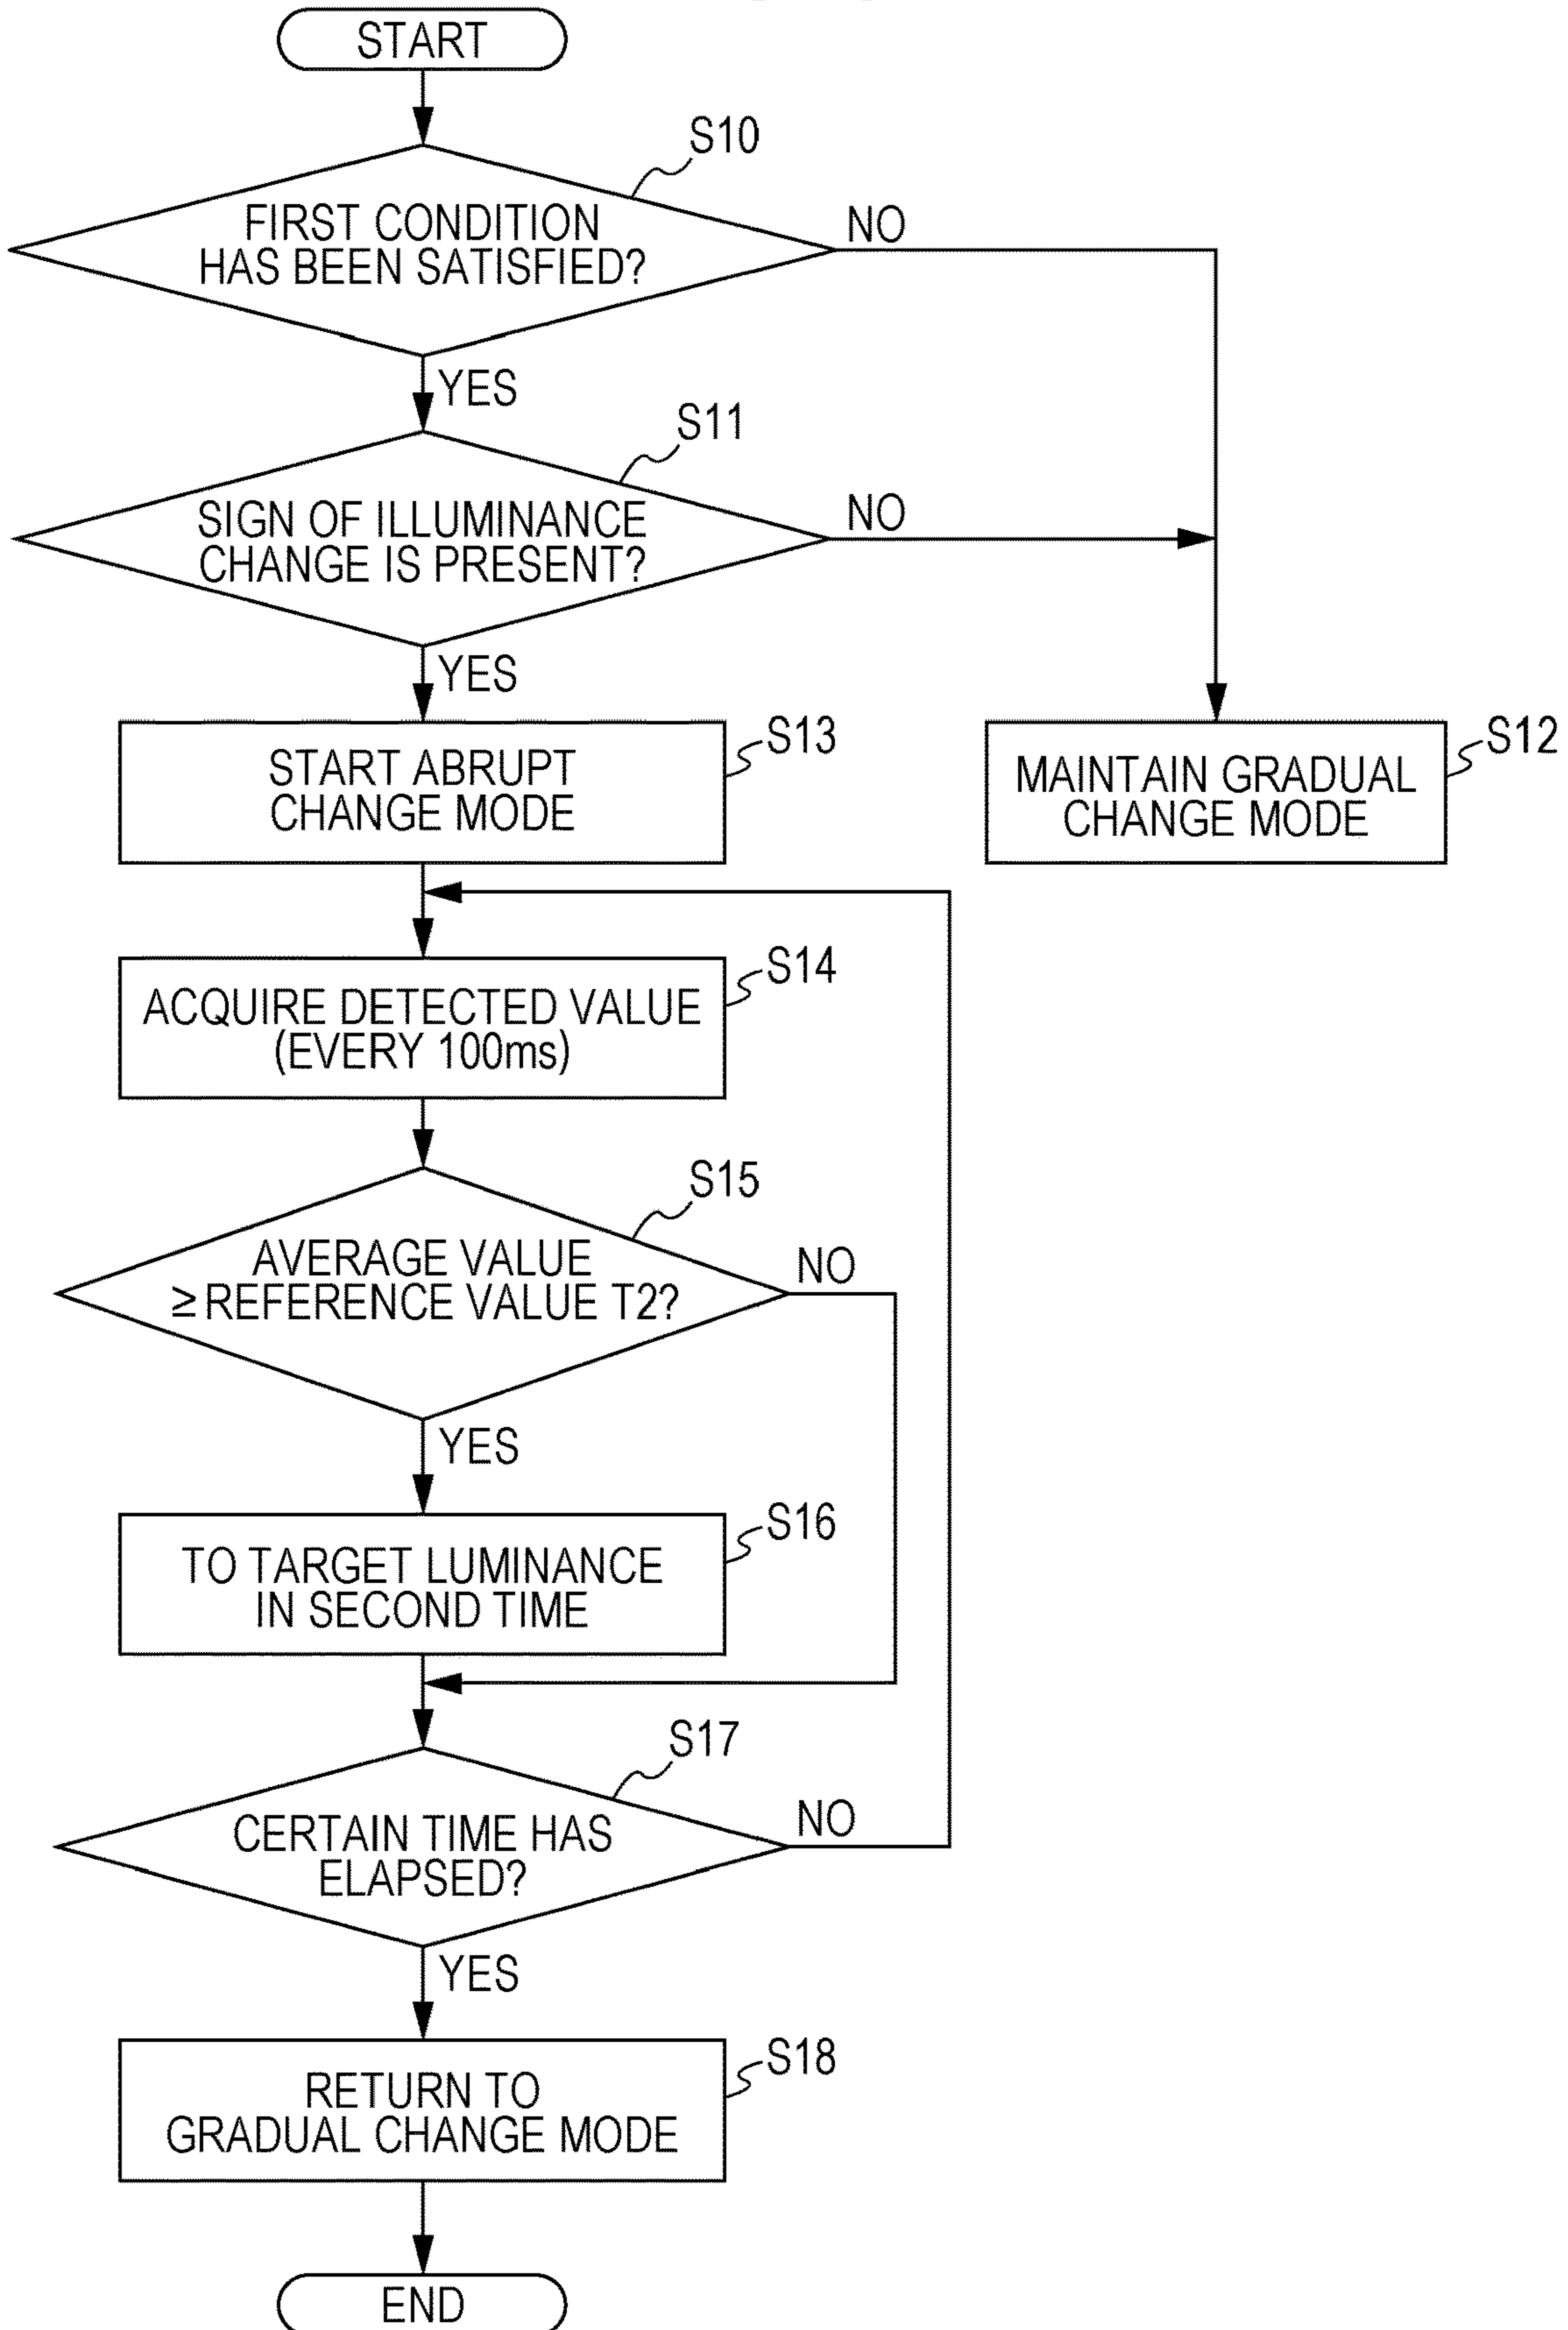 START
S10
FIRST CONDITION
HAS BEEN SATISFIED?
NO
YES
S11
SIGN OF ILLUMINANCE
CHANGE IS PRESENT?
NO
YES
S13
START ABRUPT
CHANGE MODE
S12
MAINTAIN GRADUAL
CHANGE MODE
S14
ACQUIRE DETECTED VALUE
(EVERY 100ms)
S15
AVERAGE VALUE
≥REFERENCE VALUE T2?
NO
YES
S16
TO TARGET LUMINANCE
IN SECOND TIME
S17
CERTAIN TIME HAS
ELAPSED?
NO
YES
S18
RETURN TO
GRADUAL CHANGE MODE
END